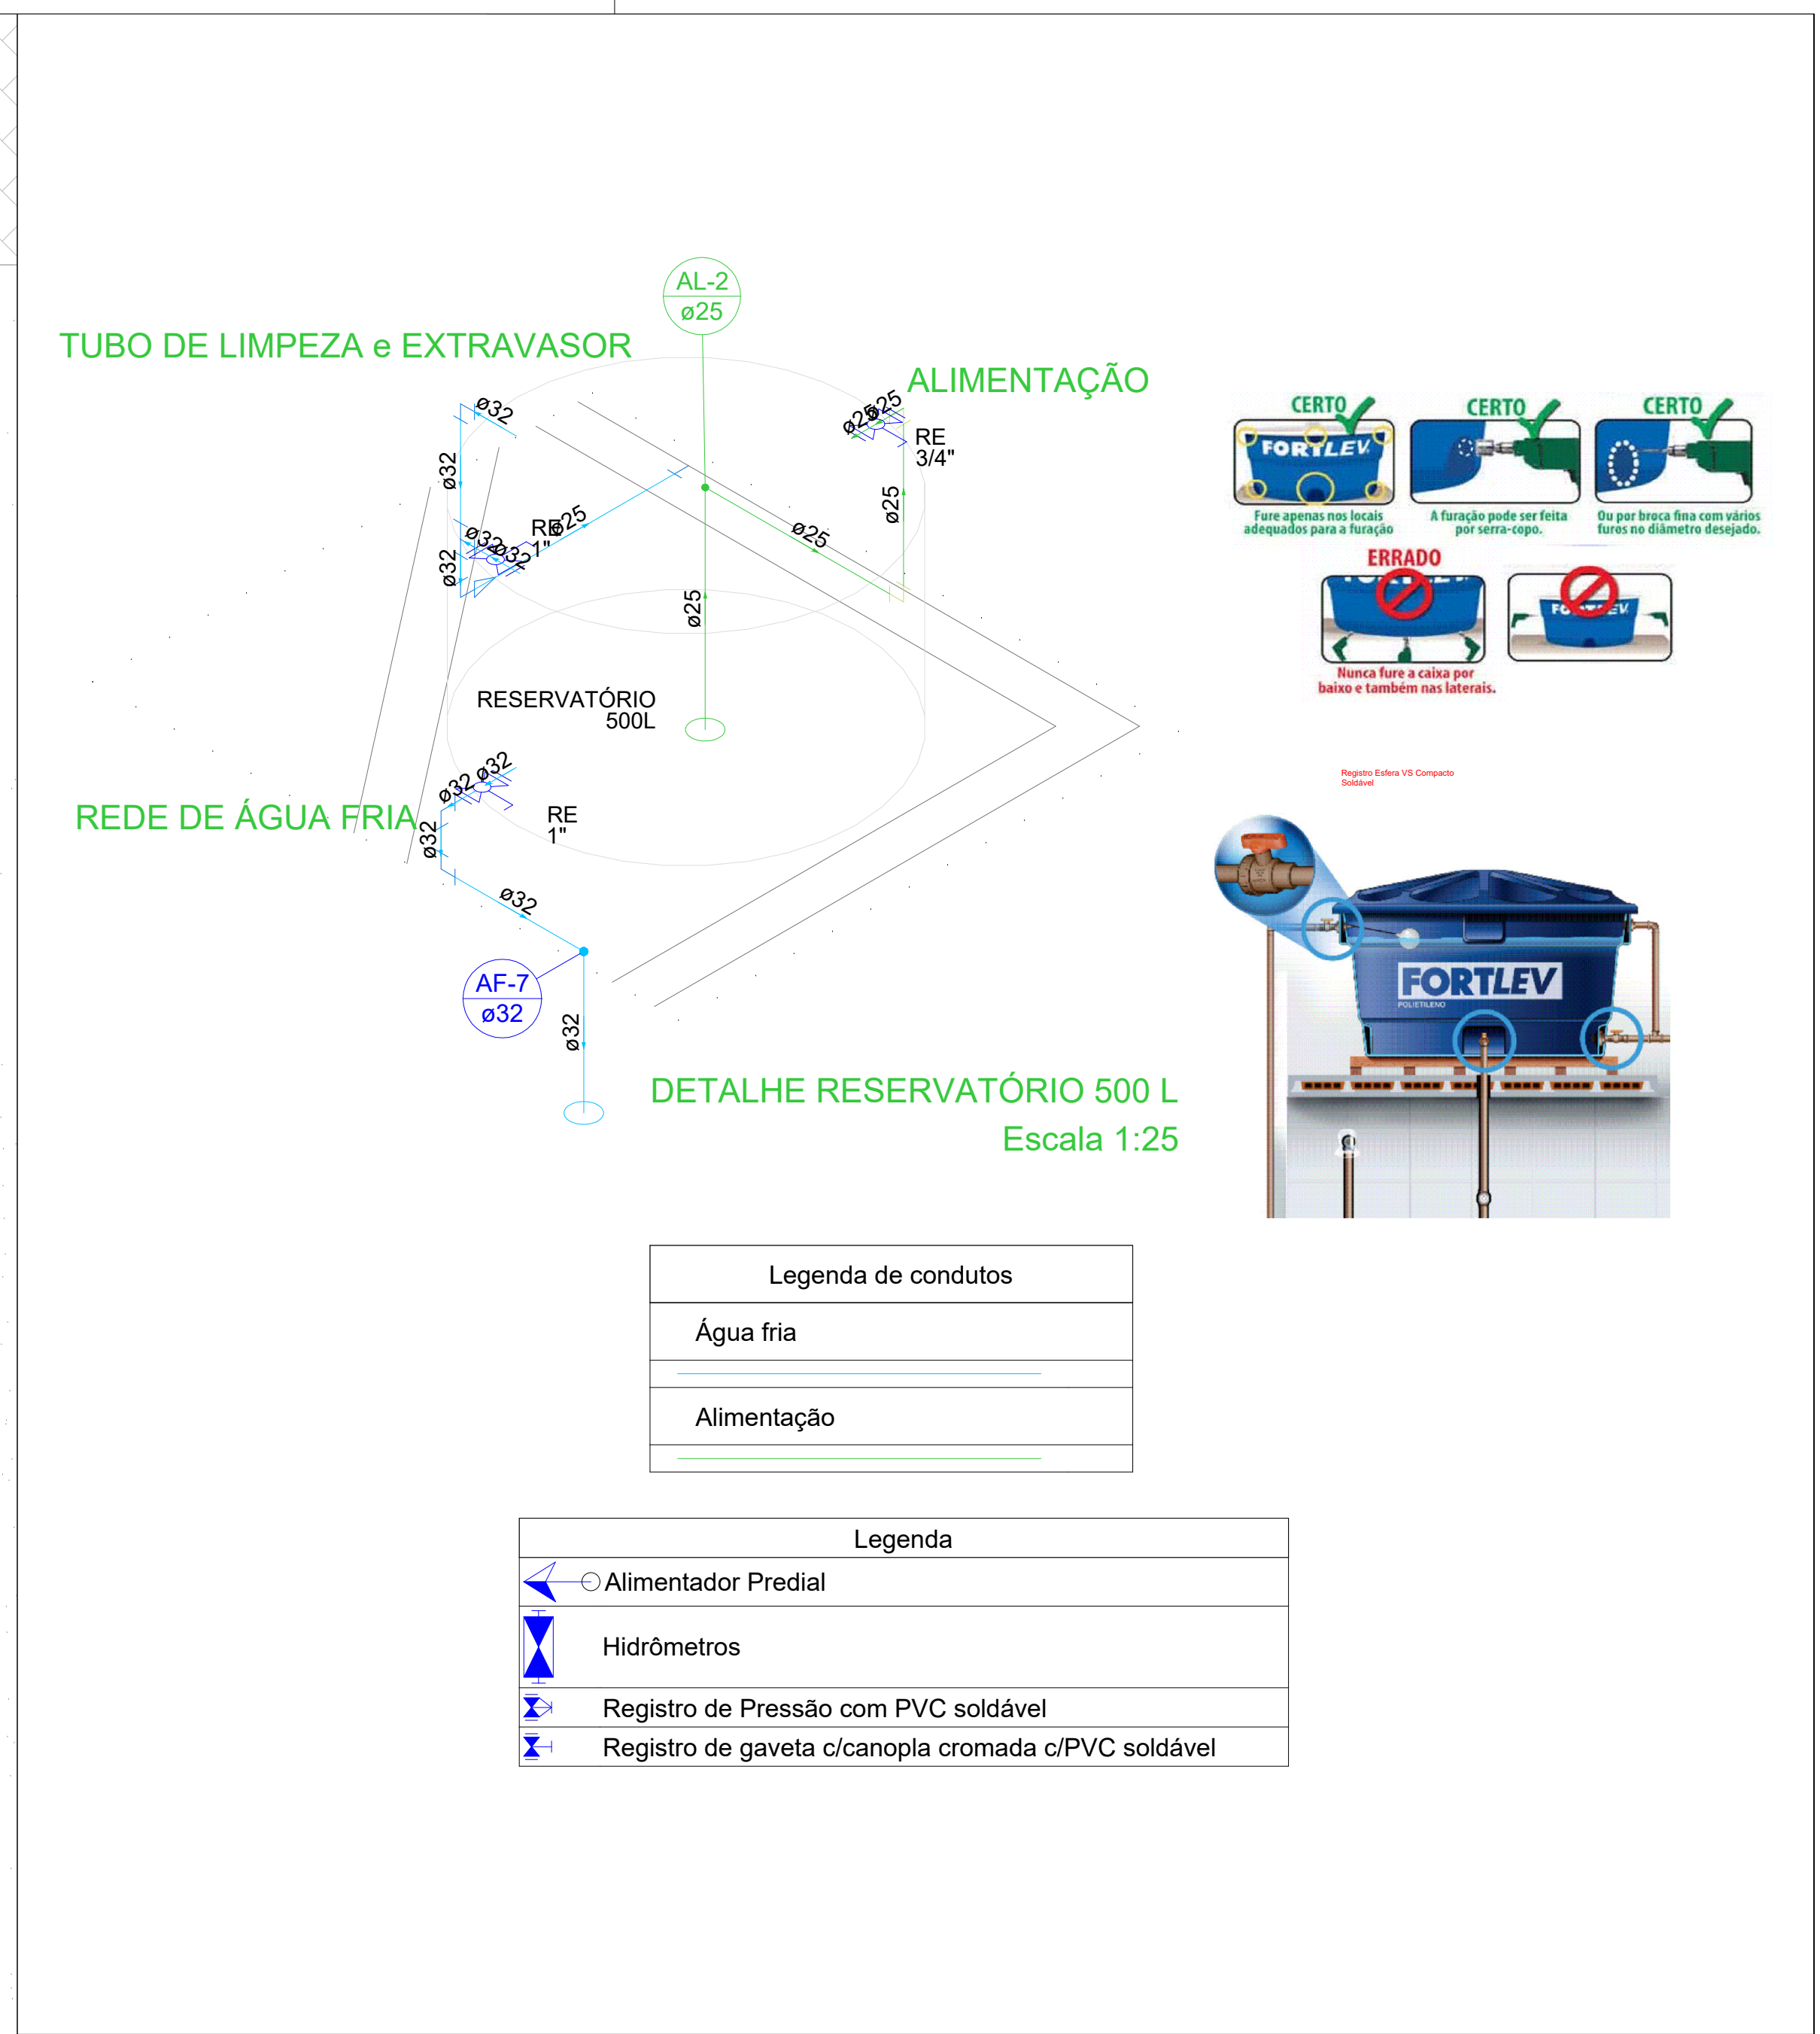 AL-2
ø25
TUBO DE LIMPEZA e EXTRAVASOR
ALIMENTAÇÃO
ø32
ø25
ø25
RE
3/4"
ø32
ø25
ø25
RE
1"
ø25
ø32
ø32
ø32
ø25
RESERVATÓRIO
500L
ø32
ø32
REDE DE ÁGUA FRIA
RE
1"
ø32
ø32
AF-7
ø32
ø32
DETALHE RESERVATÓRIO 500 L
Escala 1:25
CERTO
CERTO
CERTO
FORTLEV
Fure apenas nos locais
adequados para a furação
A furação pode ser feita
por serra-copo.
Ou por broca fina com vários
furos no diâmetro desejado.
ERRADO
Nunca fure a caixa por
baixo e também nas laterais.
Registro Esfera VS Compacto
Soldável
FORTLEV
POLIETILENO
Legenda de condutos
Água fria
Alimentação
Legenda
Alimentador Predial
Hidrômetros
Registro de Pressão com PVC soldável
Registro de gaveta c/canopla cromada c/PVC soldável